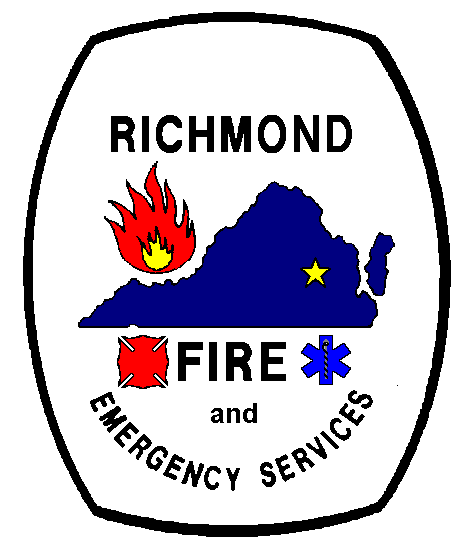 RICHMOND
FIRE
and
EMERGENCY SERVICES